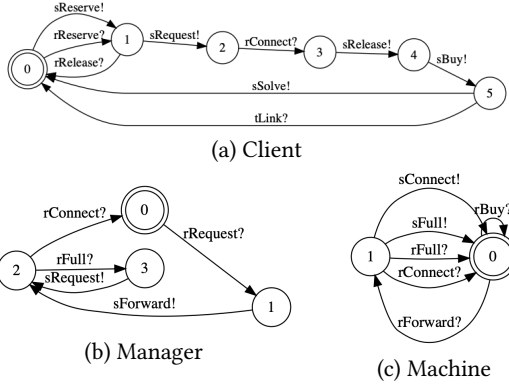 sReserve!
rReserve?
rRelease?
0
1
sRequest!
2
rConnect?
3
sRelease!
4
sBuy!
5
sSolve!
tLink?
(a) Client
rConnect?
0
rRequest?
2
rFull?
sRequest!
3
sForward!
1
(b) Manager
sConnect!
rBuy?
sFull!
1
rFull?
0
rConnect?
rForward?
(c) Machine